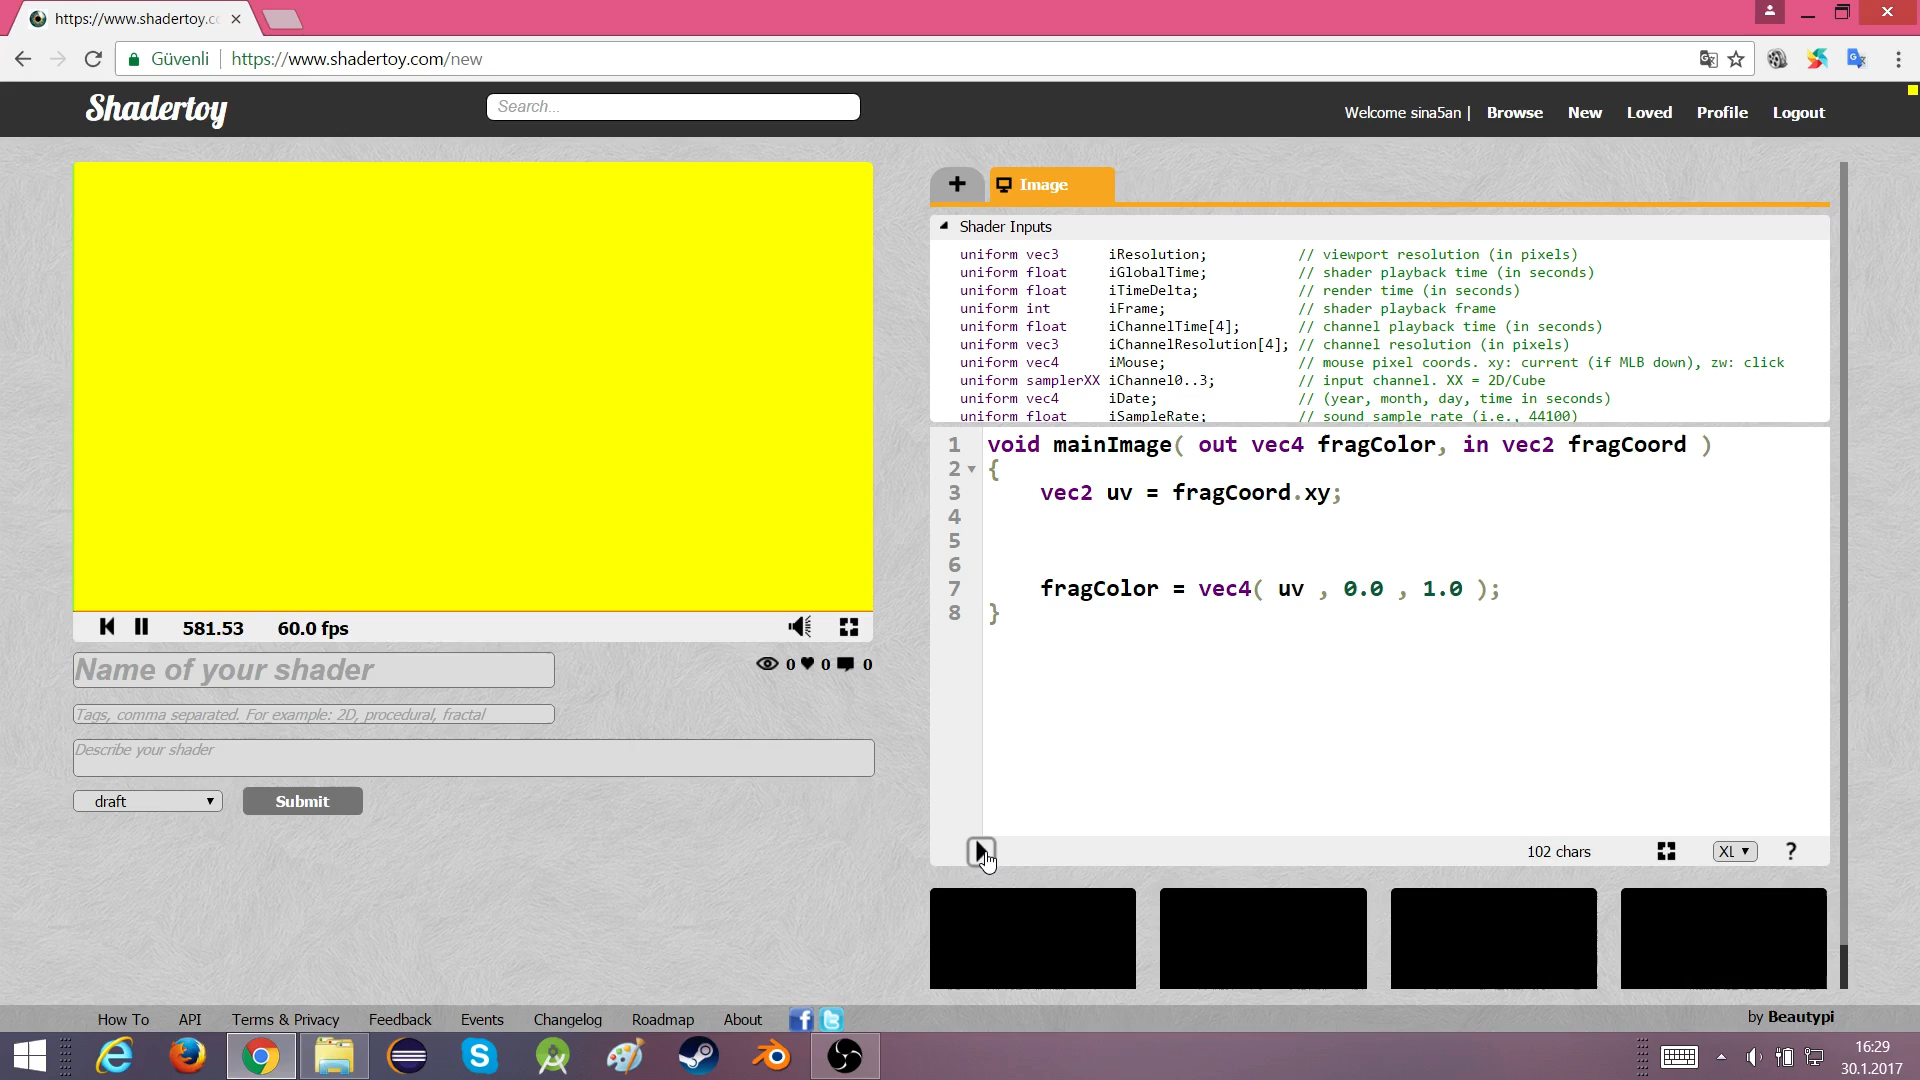 https://www.shadertoy.co
Güvenli
https://www.shadertoy.com/new
Shadertoy
Search...
Welcome sina5an |
Browse
New
Loved
Profile
Logout
+
Image
Shader Inputs
uniform vec3 iResolution; // viewport resolution (in pixels)
uniform float iGlobalTime; // shader playback time (in seconds)
uniform float iTimeDelta; // render time (in seconds)
uniform int iFrame; // shader playback frame
uniform float iChannelTime[4]; // channel playback time (in seconds)
uniform vec3 iChannelResolution[4]; // channel resolution (in pixels)
uniform vec4 iMouse; // mouse pixel coords. xy: current (if MLB down), zw: click
uniform samplerXX iChannel0..3; // input channel. XX = 2D/Cube
uniform vec4 iDate; // (year, month, day, time in seconds)
uniform float iSampleRate; // sound sample rate (i.e., 44100)
1 void mainImage( out vec4 fragColor, in vec2 fragCoord )
2 {
3 vec2 uv = fragCoord.xy;
4
5
6
7 fragColor = vec4( uv , 0.0 , 1.0 );
8 }
102 chars
XL
?
581.53
60.0 fps
Name of your shader
0
0
0
Tags, comma separated. For example: 2D, procedural, fractal
Describe your shader
draft
Submit
How To
API
Terms & Privacy
Feedback
Events
Changelog
Roadmap
About
by Beautypi
16:29
30.1.2017